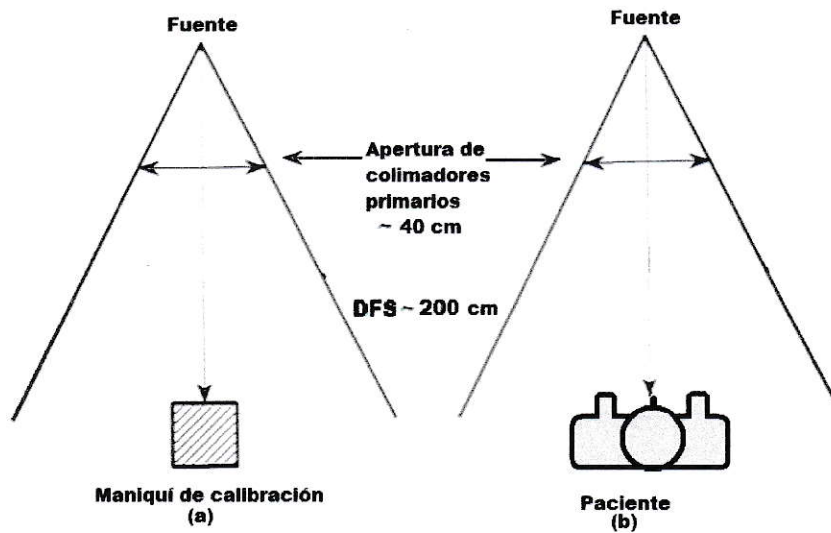 Fuente
Fuente
Apertura de
colimadores
primarios
~ 40 cm
DFS ~ 200 cm
Maniquí de calibración
(a)
Paciente
(b)